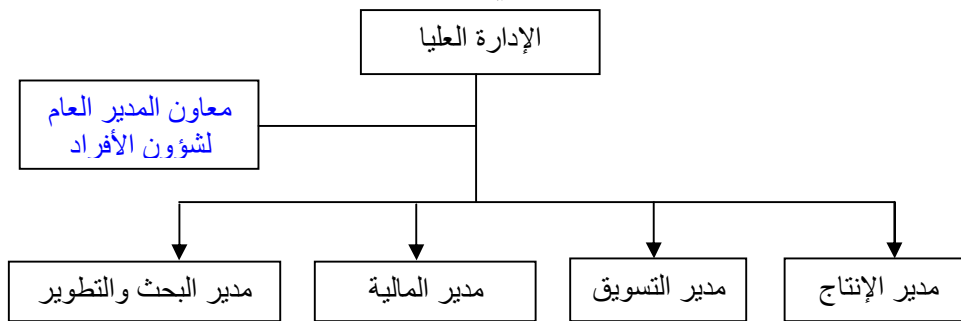 الإدارة العليا
معاون المدير العام
لشؤون الأفراد
مدير الإنتاج
مدير التسويق
مدير المالية
مدير البحث والتطوير